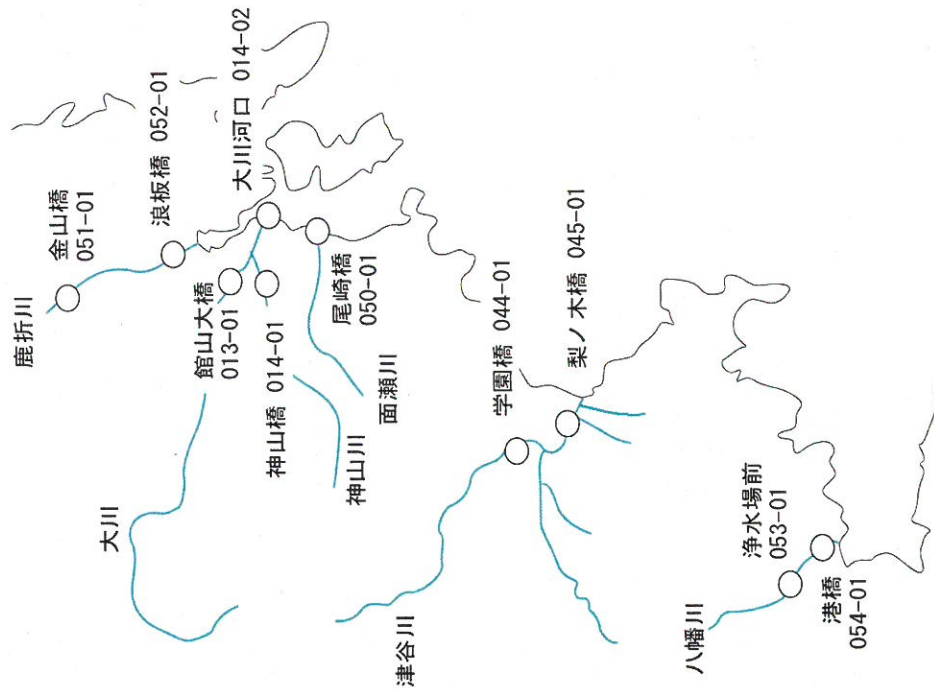 鹿折川
金山橋
051-01
浪板橋 052-01
大川河口 014-02
大川
館山大橋
013-01
神山橋 014-01
神山川
尾崎橋
050-01
面瀬川
津谷川
学園橋 044-01
梨ノ木橋 045-01
八幡川
浄水場前
053-01
港橋
054-01